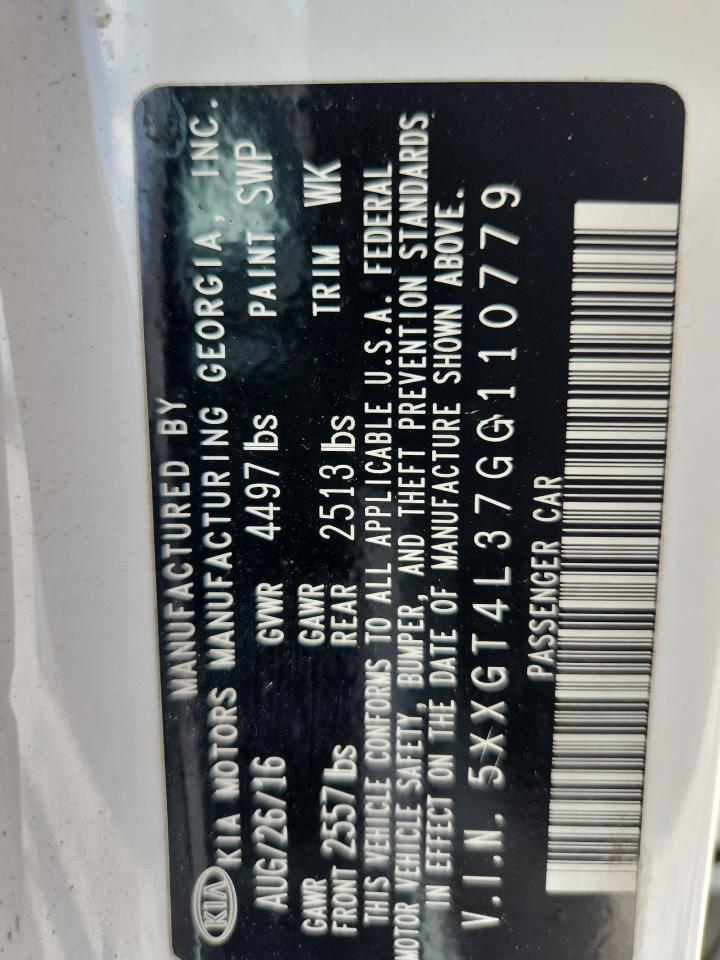 MANUFACTURED BY
KIA KIA MOTORS MANUFACTURING GEORGIA, INC.
AUG/26/16 GVWR 4497 lbs PAINT SWP
GAWR FRONT 2557 lbs GAWR REAR 2513 lbs TRIM WK
THIS VEHICLE CONFORMS TO ALL APPLICABLE U.S.A. FEDERAL
MOTOR VEHICLE SAFETY, BUMPER, AND THEFT PREVENTION STANDARDS
IN EFFECT ON THE DATE OF MANUFACTURE SHOWN ABOVE.
V.I.N. 5XXGT4L37GG110779
PASSENGER CAR